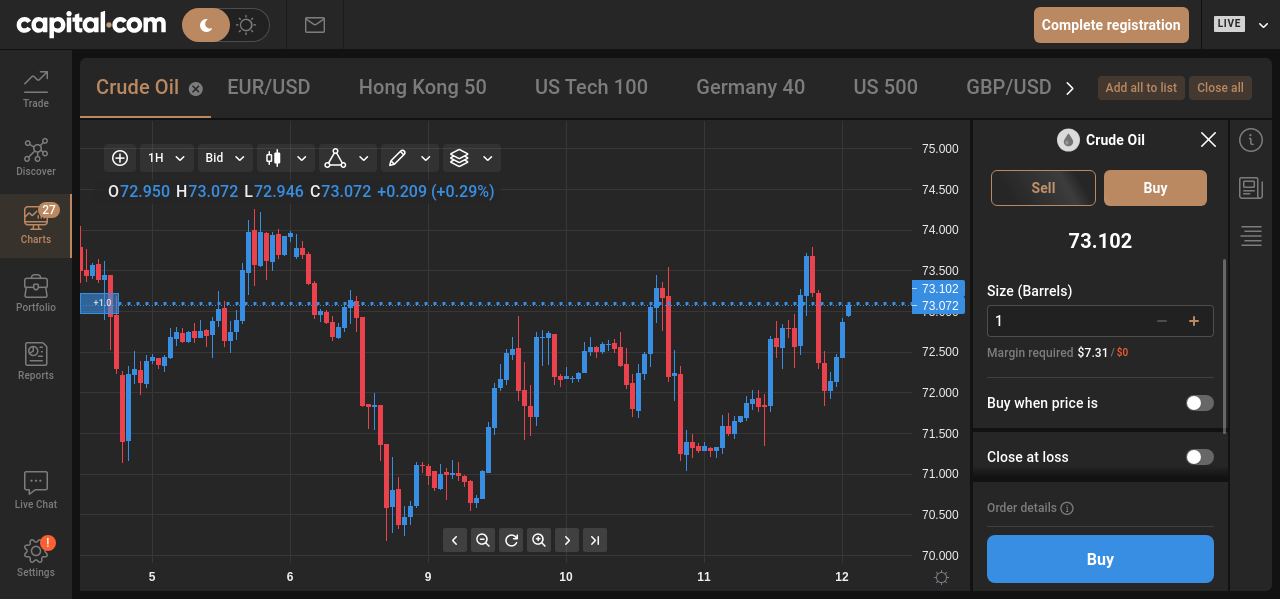 capital.com
Complete registration
LIVE
Trade
Discover
27
Charts
Portfolio
Reports
Live Chat
!
Settings
Crude Oil
EUR/USD
Hong Kong 50
US Tech 100
Germany 40
US 500
GBP/USD
Add all to list
Close all
1H
Bid
O72.950 H73.072 L72.946 C73.072 +0.209 (+0.29%)
+1.0
75.000
74.500
74.000
73.500
73.102
73.072
72.500
72.000
71.500
71.000
70.500
70.000
5
6
9
10
11
12
Crude Oil
Sell
Buy
73.102
Size (Barrels)
1
Margin required $7.31 / $0
Buy when price is
Close at loss
Order details
Buy